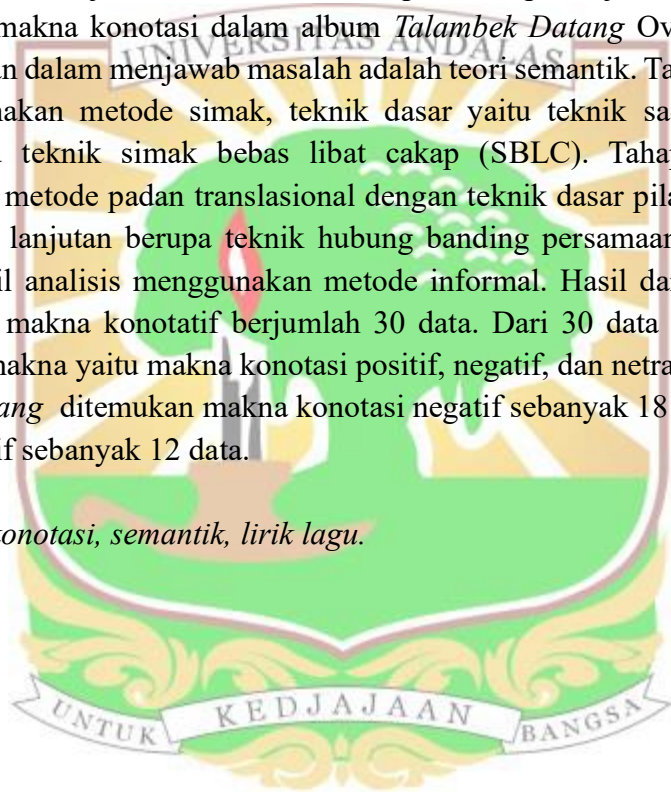 makna konotasi dalam album Talambek Datang Ov
UNIVERSITAS ANDALAS
an dalam menjawab masalah adalah teori semantik. Ta
nakan metode simak, teknik dasar yaitu teknik sa
teknik simak bebas libat cakap (SBLC). Taha
metode padan translasional dengan teknik dasar pila
lanjutan berupa teknik hubung banding persamaan
il analisis menggunakan metode informal. Hasil da
makna konotatif berjumlah 30 data. Dari 30 data
makna yaitu makna konotasi positif, negatif, dan netra
ang ditemukan makna konotasi negatif sebanyak 18
if sebanyak 12 data.
konotasi, semantik, lirik lagu.
UNTUK KEDJAJAAN BANGSA